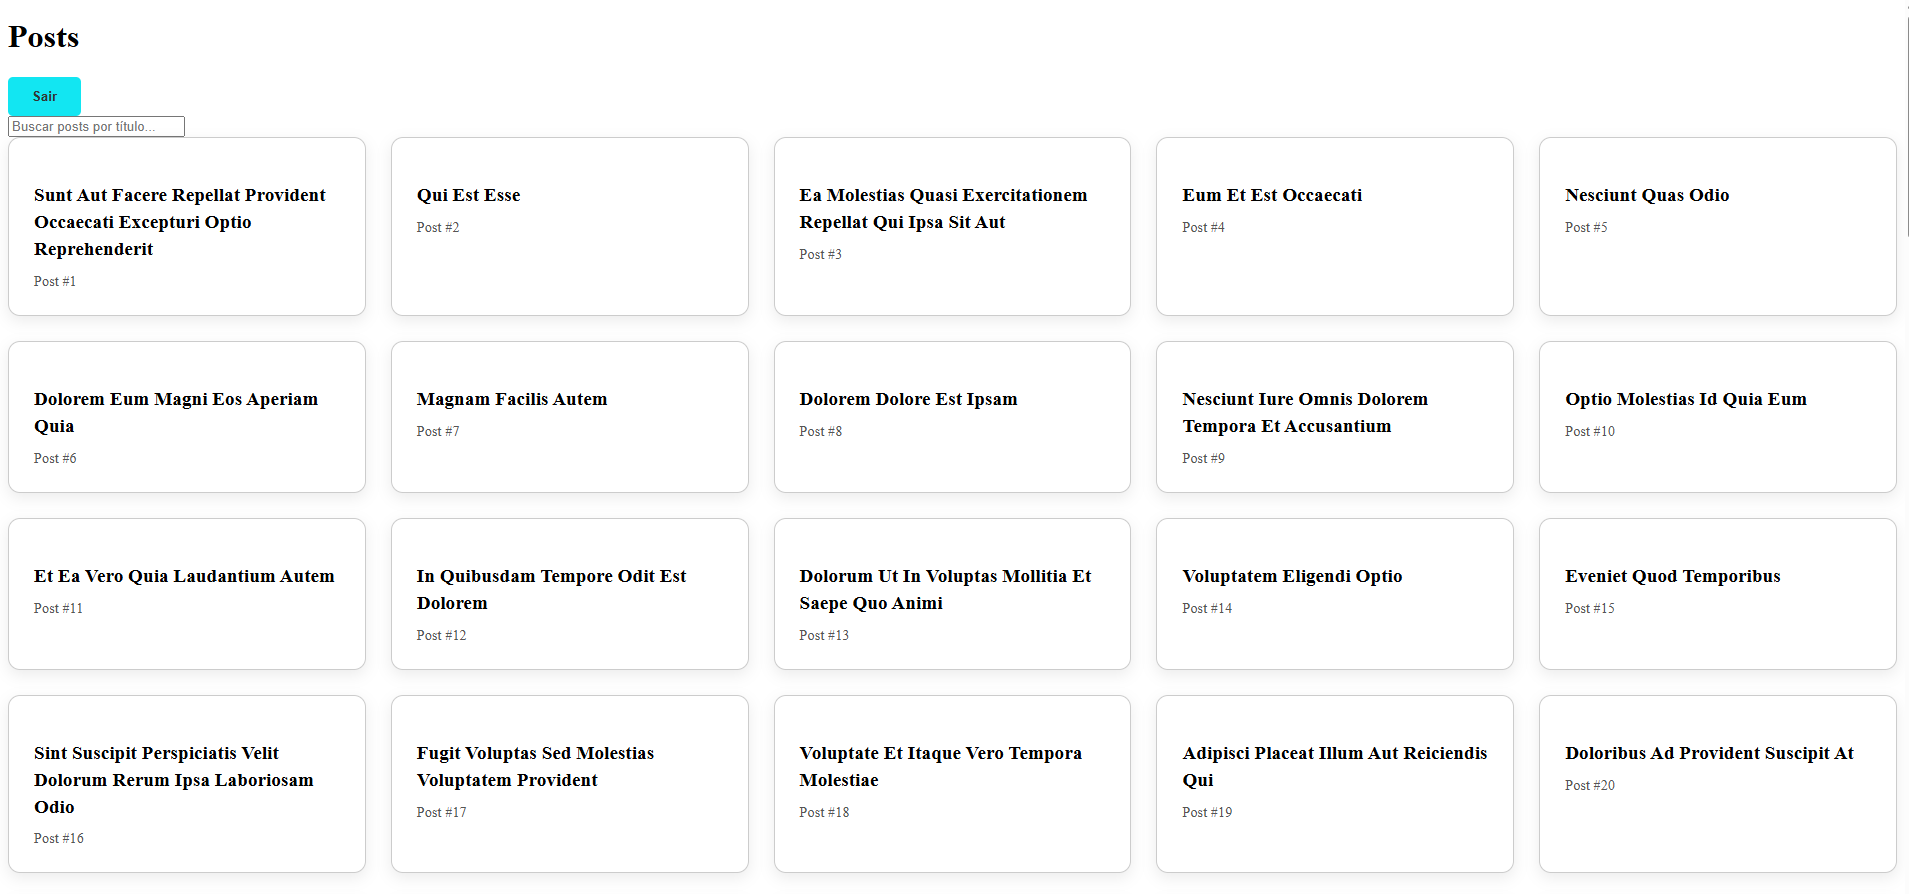 Posts
Sair
Buscar posts por título...
Sunt Aut Facere Repellat Provident
Occaecati Excepturi Optio
Reprehenderit
Post #1
Qui Est Esse
Post #2
Ea Molestias Quasi Exercitationem
Repellat Qui Ipsa Sit Aut
Post #3
Eum Et Est Occaecati
Post #4
Nesciunt Quas Odio
Post #5
Dolorem Eum Magni Eos Aperiam
Quia
Post #6
Magnam Facilis Autem
Post #7
Dolorem Dolore Est Ipsam
Post #8
Nesciunt Iure Omnis Dolorem
Tempora Et Accusantium
Post #9
Optio Molestias Id Quia Eum
Post #10
Et Ea Vero Quia Laudantium Autem
Post #11
In Quibusdam Tempore Odit Est
Dolorem
Post #12
Dolorum Ut In Voluptas Mollitia Et
Saepe Quo Animi
Post #13
Voluptatem Eligendi Optio
Post #14
Eveniet Quod Temporibus
Post #15
Sint Suscipit Perspiciatis Velit
Dolorum Rerum Ipsa Laboriosam
Odio
Post #16
Fugit Voluptas Sed Molestias
Voluptatem Provident
Post #17
Voluptate Et Itaque Vero Tempora
Molestiae
Post #18
Adipisci Placeat Illum Aut Reiciendis
Qui
Post #19
Doloribus Ad Provident Suscipit At
Post #20